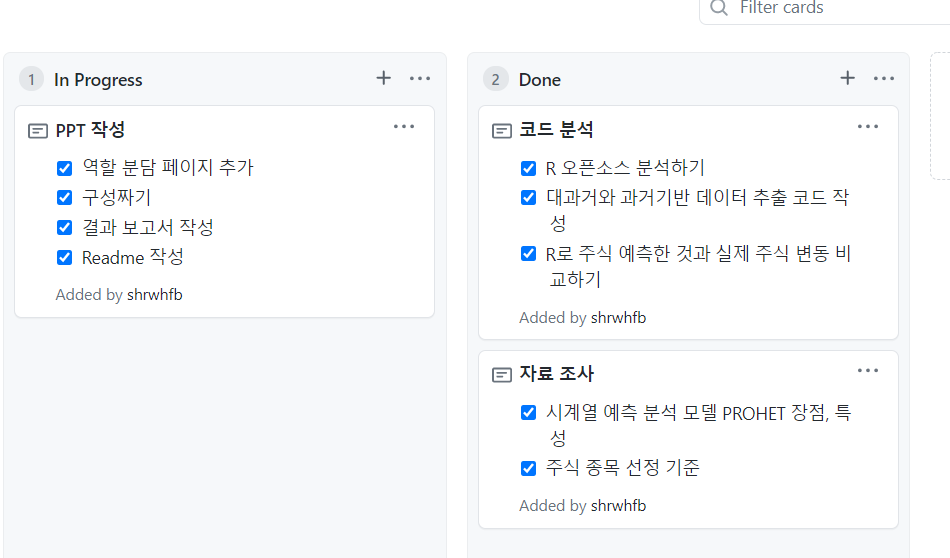 Filter cards
1 In Progress
PPT 작성
역할 분담 페이지 추가
구성짜기
결과 보고서 작성
Readme 작성
Added by shrwhfb
2 Done
코드 분석
R 오픈소스 분석하기
대과거와 과거기반 데이터 추출 코드 작
성
R로 주식 예측한 것과 실제 주식 변동 비
교하기
Added by shrwhfb
자료 조사
시계열 예측 분석 모델 PROHET 장점, 특
성
주식 종목 선정 기준
Added by shrwhfb